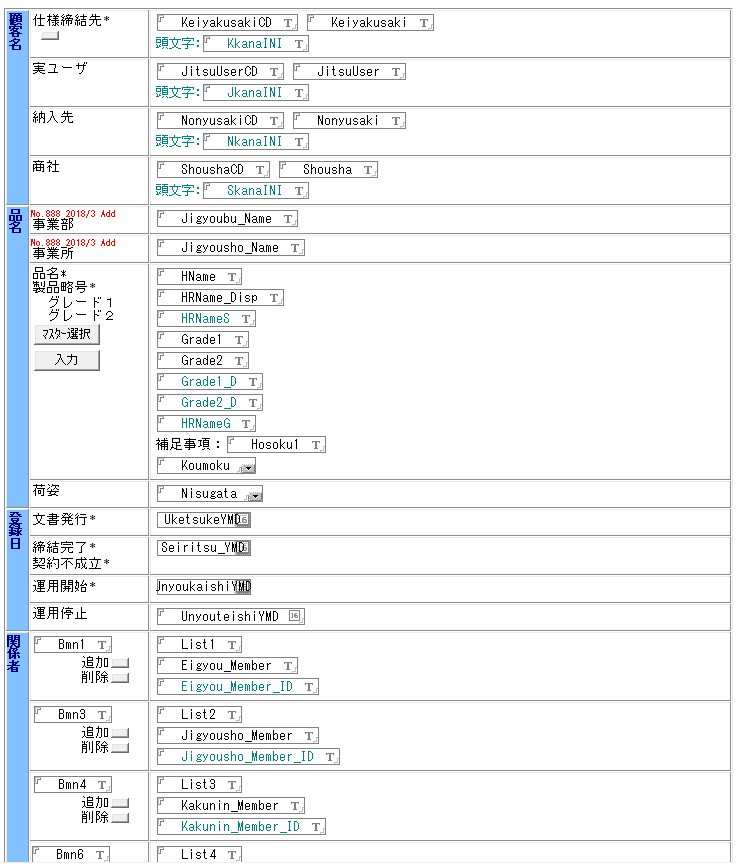 顧客名
仕様締結先*
KeiyakusakiCD T Keiyakusaki T
頭文字: KkanaINI T
実ユーザ
JitsuUserCD T JitsuUser T
頭文字: JkanaINI T
納入先
NonyusakiCD T Nonyusaki T
頭文字: NkanaINI T
商社
ShoushaCD T Shousha T
頭文字: SkanaINI T
品名
No.888 2018/3 Add
事業部
Jigyoubu_Name T
No.888 2018/3 Add
事業所
Jigyousho_Name T
品名*
製品略号*
グレード1
グレード2
マスター選択
入力
HName T
HRName_Disp T
HRNameS T
Grade1 T
Grade2 T
Grade1_D T
Grade2_D T
HRNameG T
補足事項: Hosoku1 T
Koumoku
荷姿
Nisugata
登録日
文書発行*
UketsukeYMD 16
締結完了*
契約不成立*
Seiritsu_YMD
運用開始*
UnyoukaishiYMD
運用停止
UnyouteishiYMD 16
関係者
Bmn1 T
追加
削除
List1 T
Eigyou_Member T
Eigyou_Member_ID T
Bmn3 T
追加
削除
List2 T
Jigyousho_Member T
Jigyousho_Member_ID T
Bmn4 T
追加
削除
List3 T
Kakunin_Member T
Kakunin_Member_ID T
Bmn6 T
List4 T